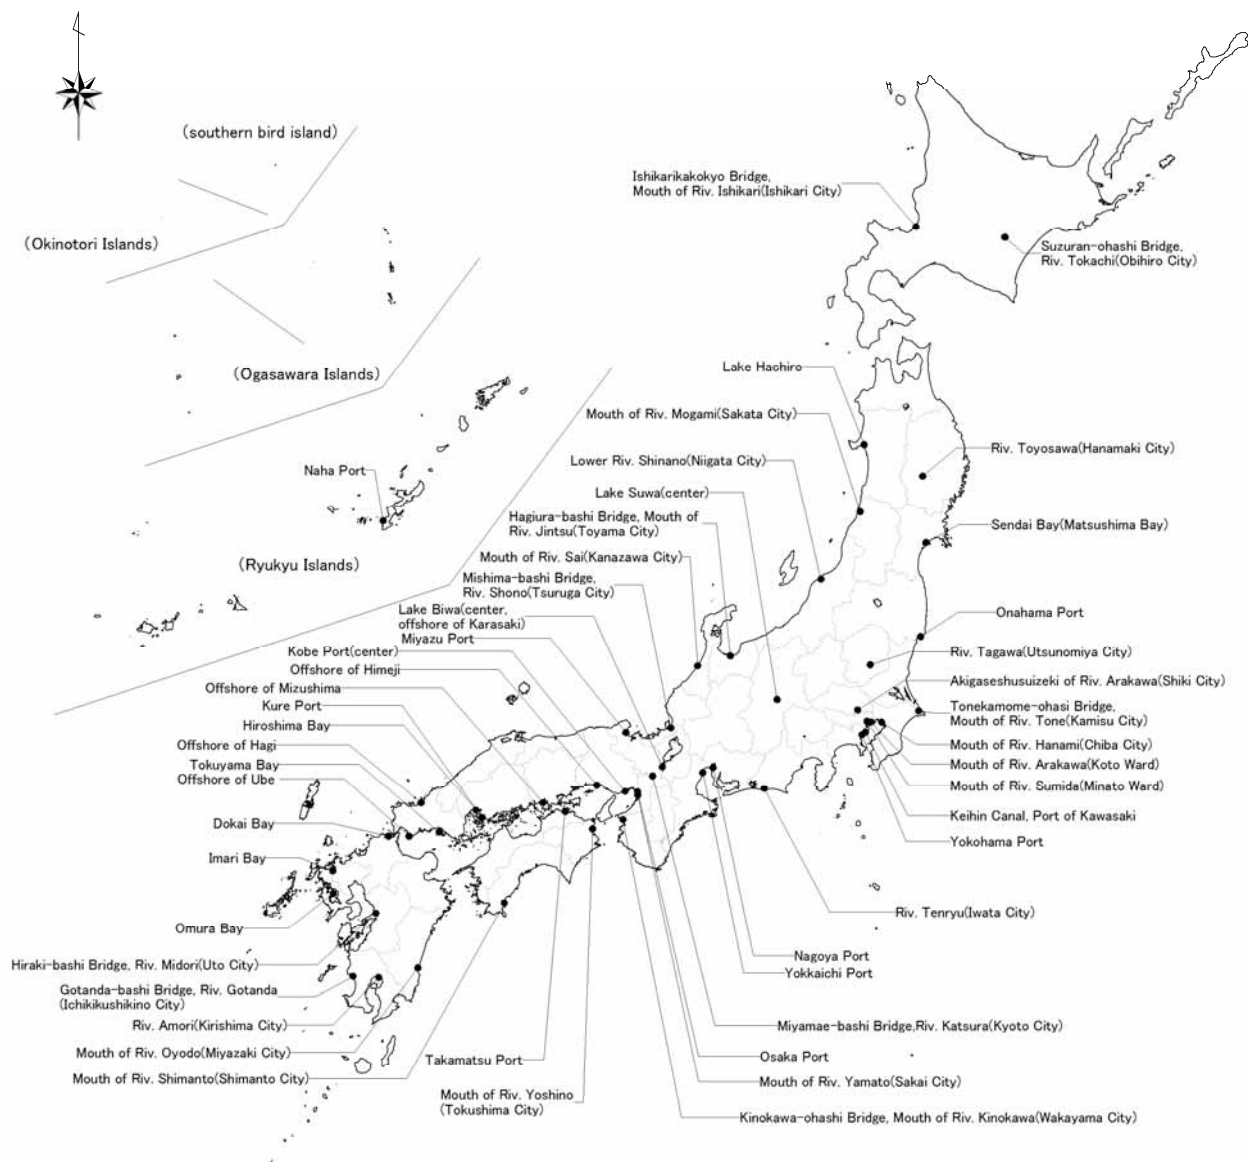 (southern bird island)
(Okinotori Islands)
(Ogasawara Islands)
(Ryukyu Islands)
Naha Port
Ishikarikakokyo Bridge,
Mouth of Riv. Ishikari(Ishikari City)
Suzuran-ohashi Bridge,
Riv. Tokachi(Obihiro City)
Lake Hachiro
Mouth of Riv. Mogami(Sakata City)
Lower Riv. Shinano(Niigata City)
Lake Suwa(center)
Hagiura-bashi Bridge, Mouth of
Riv. Jintsu(Toyama City)
Mouth of Riv. Sai(Kanazawa City)
Mishima-bashi Bridge,
Riv. Shono(Tsuruga City)
Lake Biwa(center,
offshore of Karasaki)
Miyazu Port
Kobe Port(center)
Offshore of Himeji
Offshore of Mizushima
Kure Port
Hiroshima Bay
Offshore of Hagi
Tokuyama Bay
Offshore of Ube
Dokai Bay
Imari Bay
Omura Bay
Hiraki-bashi Bridge, Riv. Midori(Uto City)
Gotanda-bashi Bridge, Riv. Gotanda
(Ichikikushikino City)
Riv. Amori(Kirishima City)
Mouth of Riv. Oyodo(Miyazaki City)
Mouth of Riv. Shimanto(Shimanto City)
Takamatsu Port
Mouth of Riv. Yoshino
(Tokushima City)
Riv. Toyosawa(Hanamaki City)
Sendai Bay(Matsushima Bay)
Onahama Port
Riv. Tagawa(Utsunomiya City)
Akigaseshusuizeki of Riv. Arakawa(Shiki City)
Tonekamome-ohasi Bridge,
Mouth of Riv. Tone(Kamisu City)
Mouth of Riv. Hanami(Chiba City)
Mouth of Riv. Arakawa(Koto Ward)
Mouth of Riv. Sumida(Minato Ward)
Keihin Canal, Port of Kawasaki
Yokohama Port
Riv. Tenryu(Iwata City)
Nagoya Port
Yokkaichi Port
Miyamae-bashi Bridge,Riv. Katsura(Kyoto City)
Osaka Port
Mouth of Riv. Yamato(Sakai City)
Kinokawa-ohashi Bridge, Mouth of Riv. Kinokawa(Wakayama City)